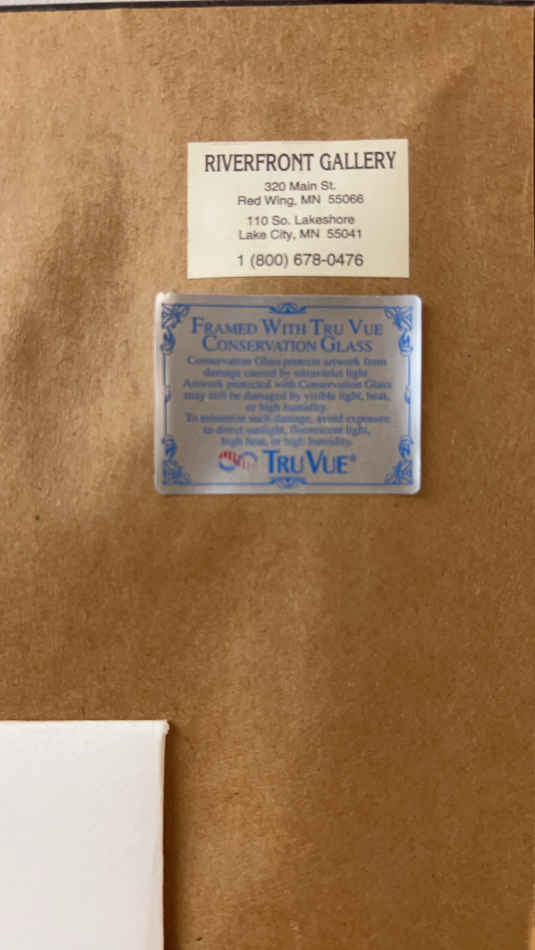 RIVERFRONT GALLERY
320 Main St.
Red Wing, MN 55066
110 So. Lakeshore
Lake City, MN 55041
1 (800) 678-0476
FRAMED WITH TRU VUE
CONSERVATION GLASS
Conservation Glass protects artwork from
damage caused by ultraviolet light.
Artwork protected with Conservation Glass
may still be damaged by visible light, heat,
or high humidity.
To minimize such damage, avoid exposure
to direct sunlight, fluorescent light,
high heat, or high humidity.
TRU VUE®